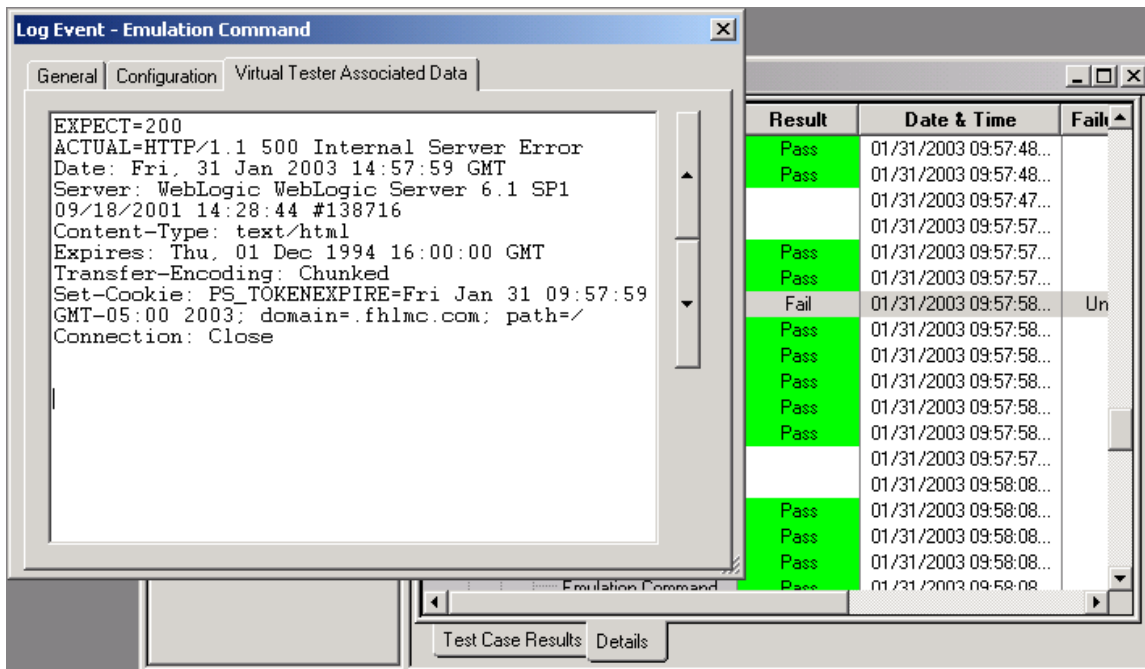 Log Event - Emulation Command
General
Configuration
Virtual Tester Associated Data
EXPECT=200
ACTUAL=HTTP/1.1 500 Internal Server Error
Date: Fri, 31 Jan 2003 14:57:59 GMT
Server: WebLogic WebLogic Server 6.1 SP1
09/18/2001 14:28:44 #138716
Content-Type: text/html
Expires: Thu, 01 Dec 1994 16:00:00 GMT
Transfer-Encoding: Chunked
Set-Cookie: PS_TOKENEXPIRE=Fri Jan 31 09:57:59
GMT-05:00 2003; domain=.fhlmc.com; path=/
Connection: Close
Result Date & Time
Pass 01/31/2003 09:57:48...
Pass 01/31/2003 09:57:48...
01/31/2003 09:57:47...
01/31/2003 09:57:57...
Pass 01/31/2003 09:57:57...
Pass 01/31/2003 09:57:57...
Fail 01/31/2003 09:57:58... Un
Pass 01/31/2003 09:57:58...
Pass 01/31/2003 09:57:58...
Pass 01/31/2003 09:57:58...
Pass 01/31/2003 09:57:58...
Pass 01/31/2003 09:57:58...
01/31/2003 09:57:57...
01/31/2003 09:58:08...
Pass 01/31/2003 09:58:08...
Pass 01/31/2003 09:58:08...
Pass 01/31/2003 09:58:08...
Emulation Command Pass 01/31/2003 09:58:08
Test Case Results
Details